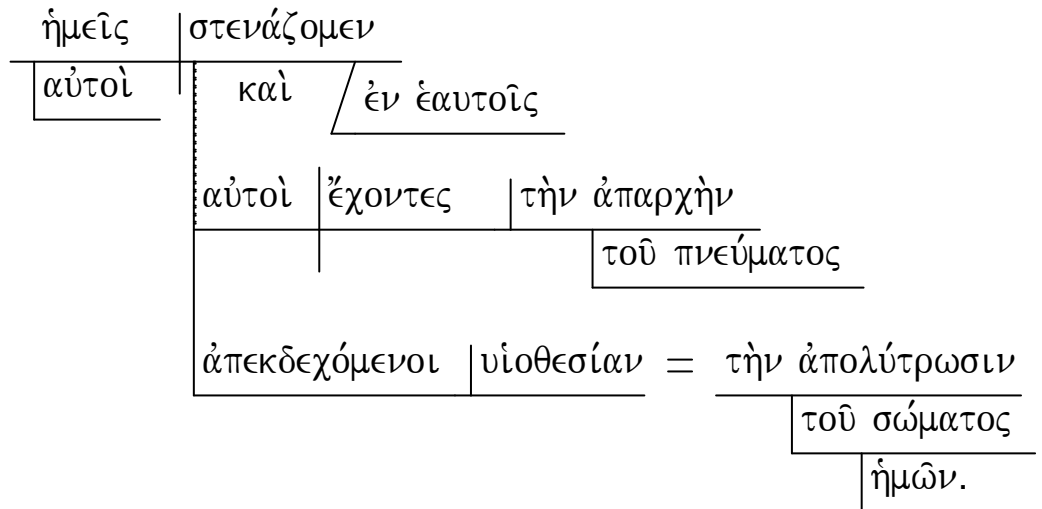 ἡμεῖς στενάζομεν
αὐτοὶ καὶ ἐν ἑαυτοῖς
αὐτοὶ ἔχοντες τὴν ἀπαρχὴν
τοῦ πνεύματος
ἀπεκδεχόμενοι υἱοθεσίαν = τὴν ἀπολύτρωσιν
τοῦ σώματος
ἡμῶν.